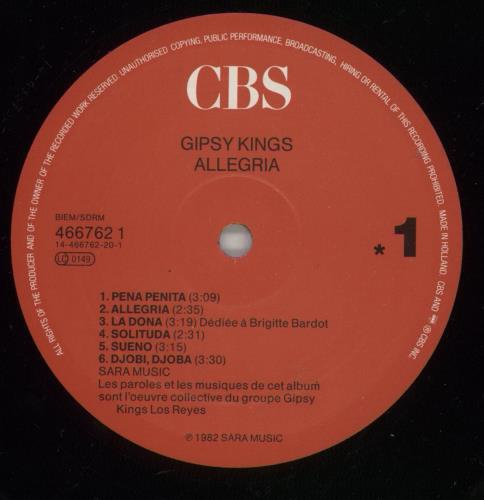 ALL RIGHTS OF THE PRODUCER AND OF THE OWNER OF THE RECORDED WORK RESERVED. UNAUTHORISED COPYING, PUBLIC PERFORMANCE, BROADCASTING, HIRING OR RENTAL OF THIS RECORDING PROHIBITED. MADE IN HOLLAND. CBS AND ® CBS INC
CBS
GIPSY KINGS
ALLEGRIA
BIEM/SDRM
466762 1
14-466762-20-1
LC 0149
* 1
1. PENA PENITA (3:09)
2. ALLEGRIA (2:35)
3. LA DONA (3:19) Dédiée à Brigitte Bardot
4. SOLITUDA (2:31)
5. SUENO (3:15)
6. DJOBI, DJOBA (3:30)
SARA MUSIC
Les paroles et les musiques de cet album
sont l'oeuvre collective du groupe Gipsy
Kings Los Reyes
℗ 1982 SARA MUSIC